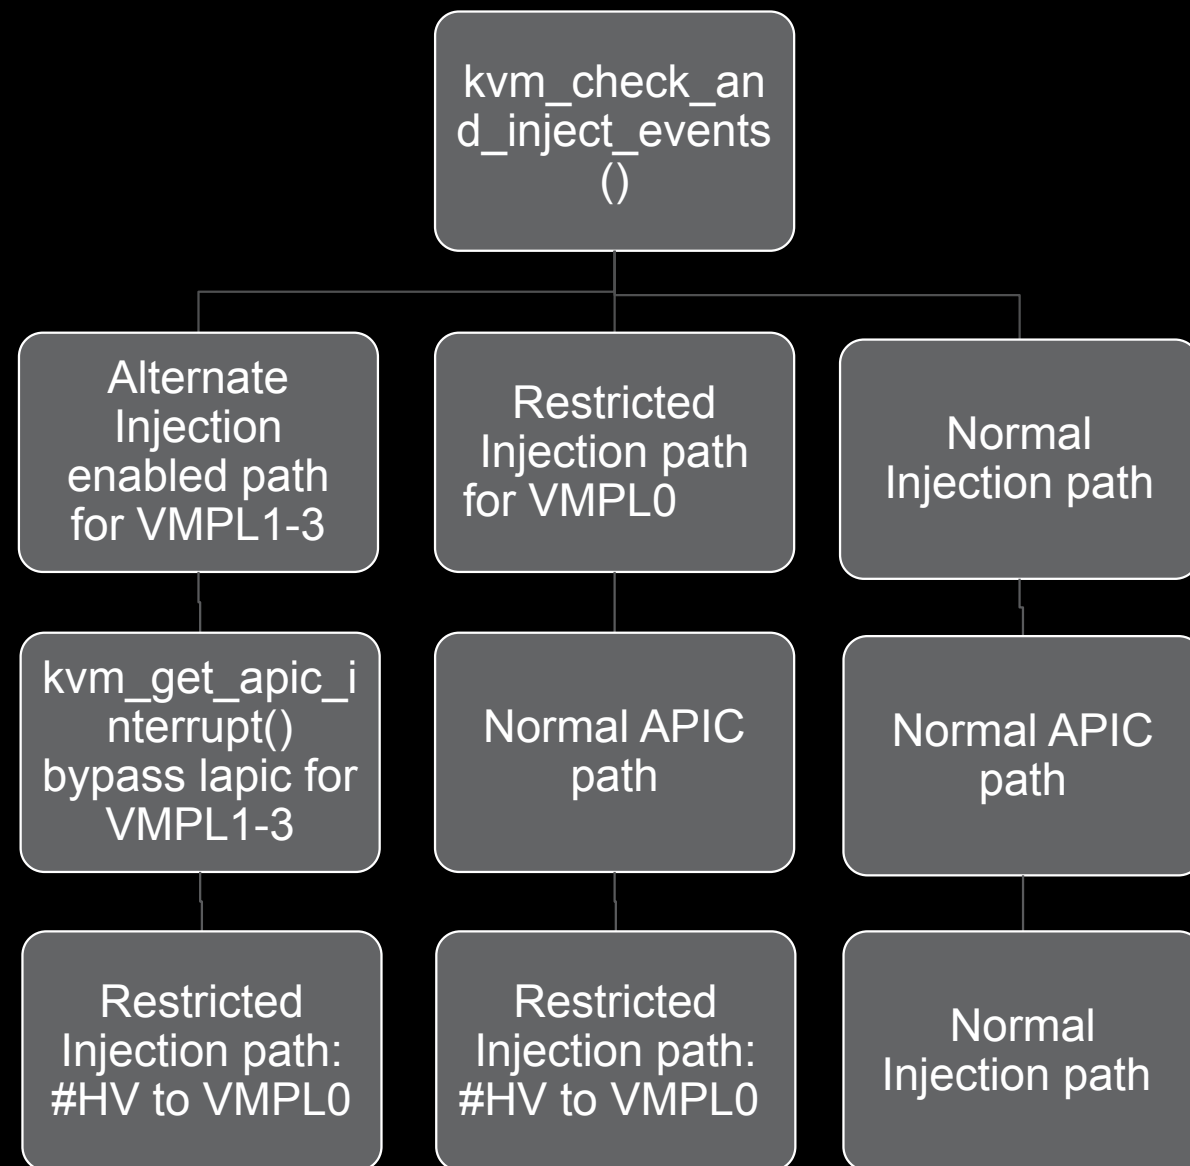 kvm_check_an
d_inject_events
()
Alternate
Injection
enabled path
for VMPL1-3
Restricted
Injection path
for VMPL0
Normal
Injection path
kvm_get_apic_i
nterrupt()
bypass lapic for
VMPL1-3
Normal APIC
path
Normal APIC
path
Restricted
Injection path:
#HV to VMPL0
Restricted
Injection path:
#HV to VMPL0
Normal
Injection path